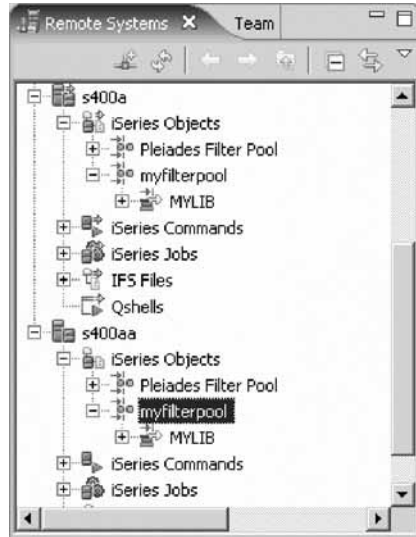 Remote Systems Team
s400a
iSeries Objects
Pleiades Filter Pool
myfilterpool
MYLIB
iSeries Commands
iSeries Jobs
IFS Files
Qshells
s400aa
iSeries Objects
Pleiades Filter Pool
myfilterpool
MYLIB
iSeries Commands
iSeries Jobs